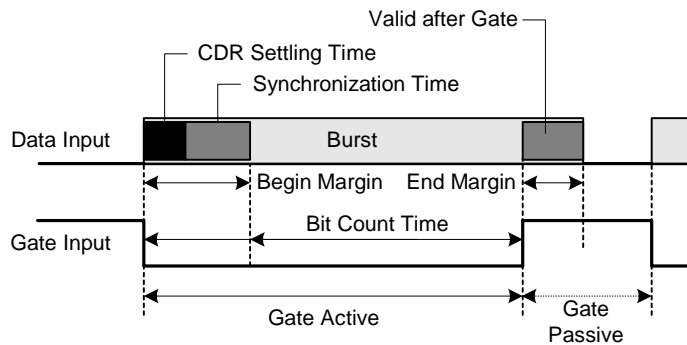 Valid after Gate
CDR Settling Time
Synchronization Time
Data Input
Burst
Begin Margin
End Margin
Bit Count Time
Gate Input
Gate Active
Gate
Passive